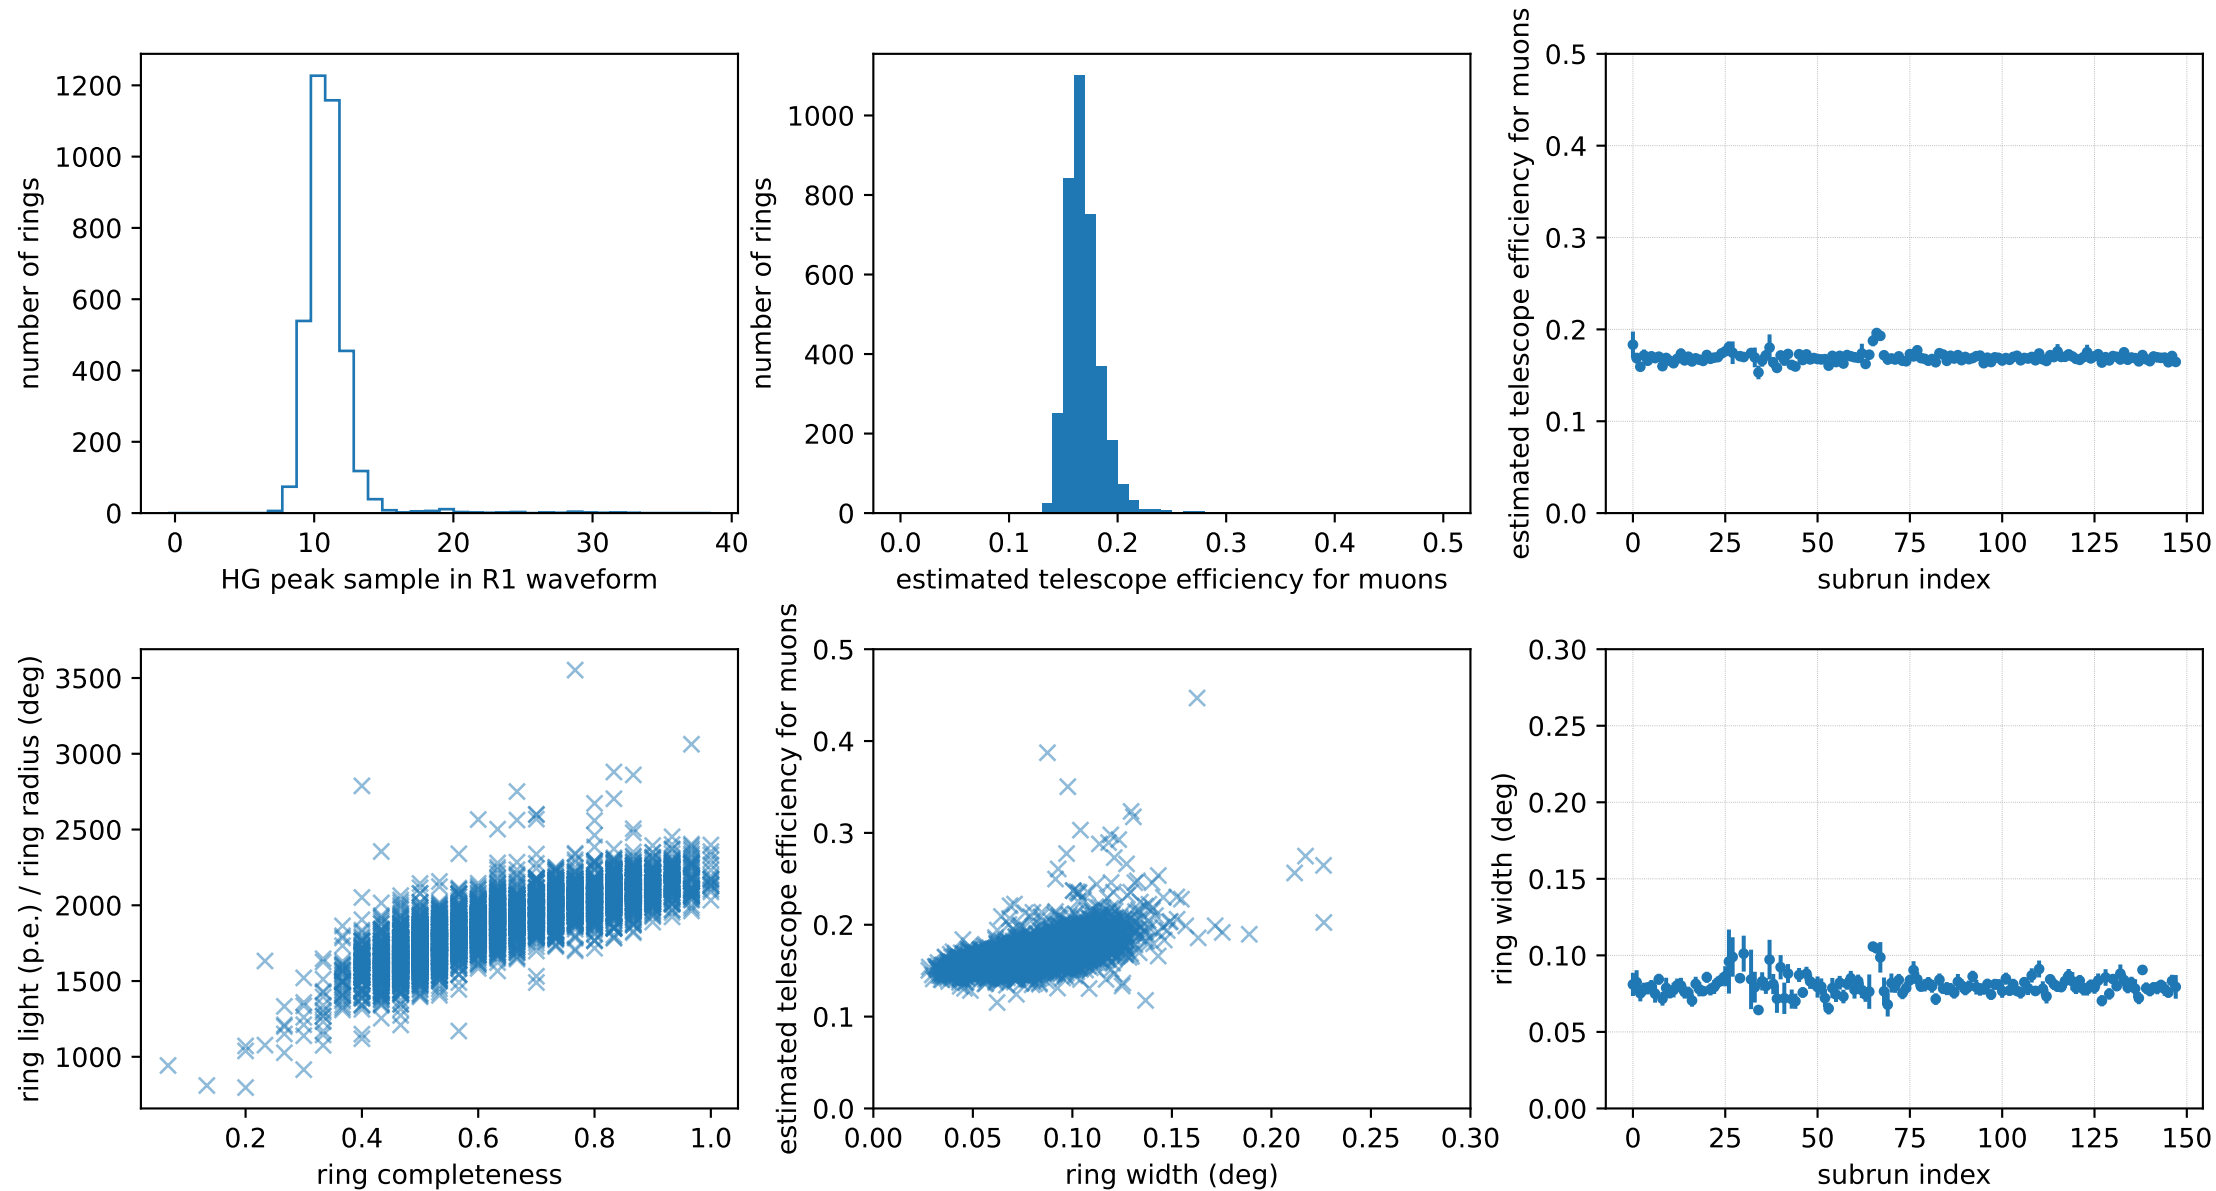 number of rings
1200
1000
800
600
400
200
0
0 10 20 30 40
HG peak sample in R1 waveform
number of rings
1000
800
600
400
200
0
0.0 0.1 0.2 0.3 0.4 0.5
estimated telescope efficiency for muons
estimated telescope efficiency for muons
0.5
0.4
0.3
0.2
0.1
0.0
0 25 50 75 100 125 150
subrun index
ring light (p.e.) / ring radius (deg)
3500
3000
2500
2000
1500
1000
0.2 0.4 0.6 0.8 1.0
ring completeness
estimated telescope efficiency for muons
0.5
0.4
0.3
0.2
0.1
0.0
0.00 0.05 0.10 0.15 0.20 0.25 0.30
ring width (deg)
ring width (deg)
0.30
0.25
0.20
0.15
0.10
0.05
0.00
0 25 50 75 100 125 150
subrun index